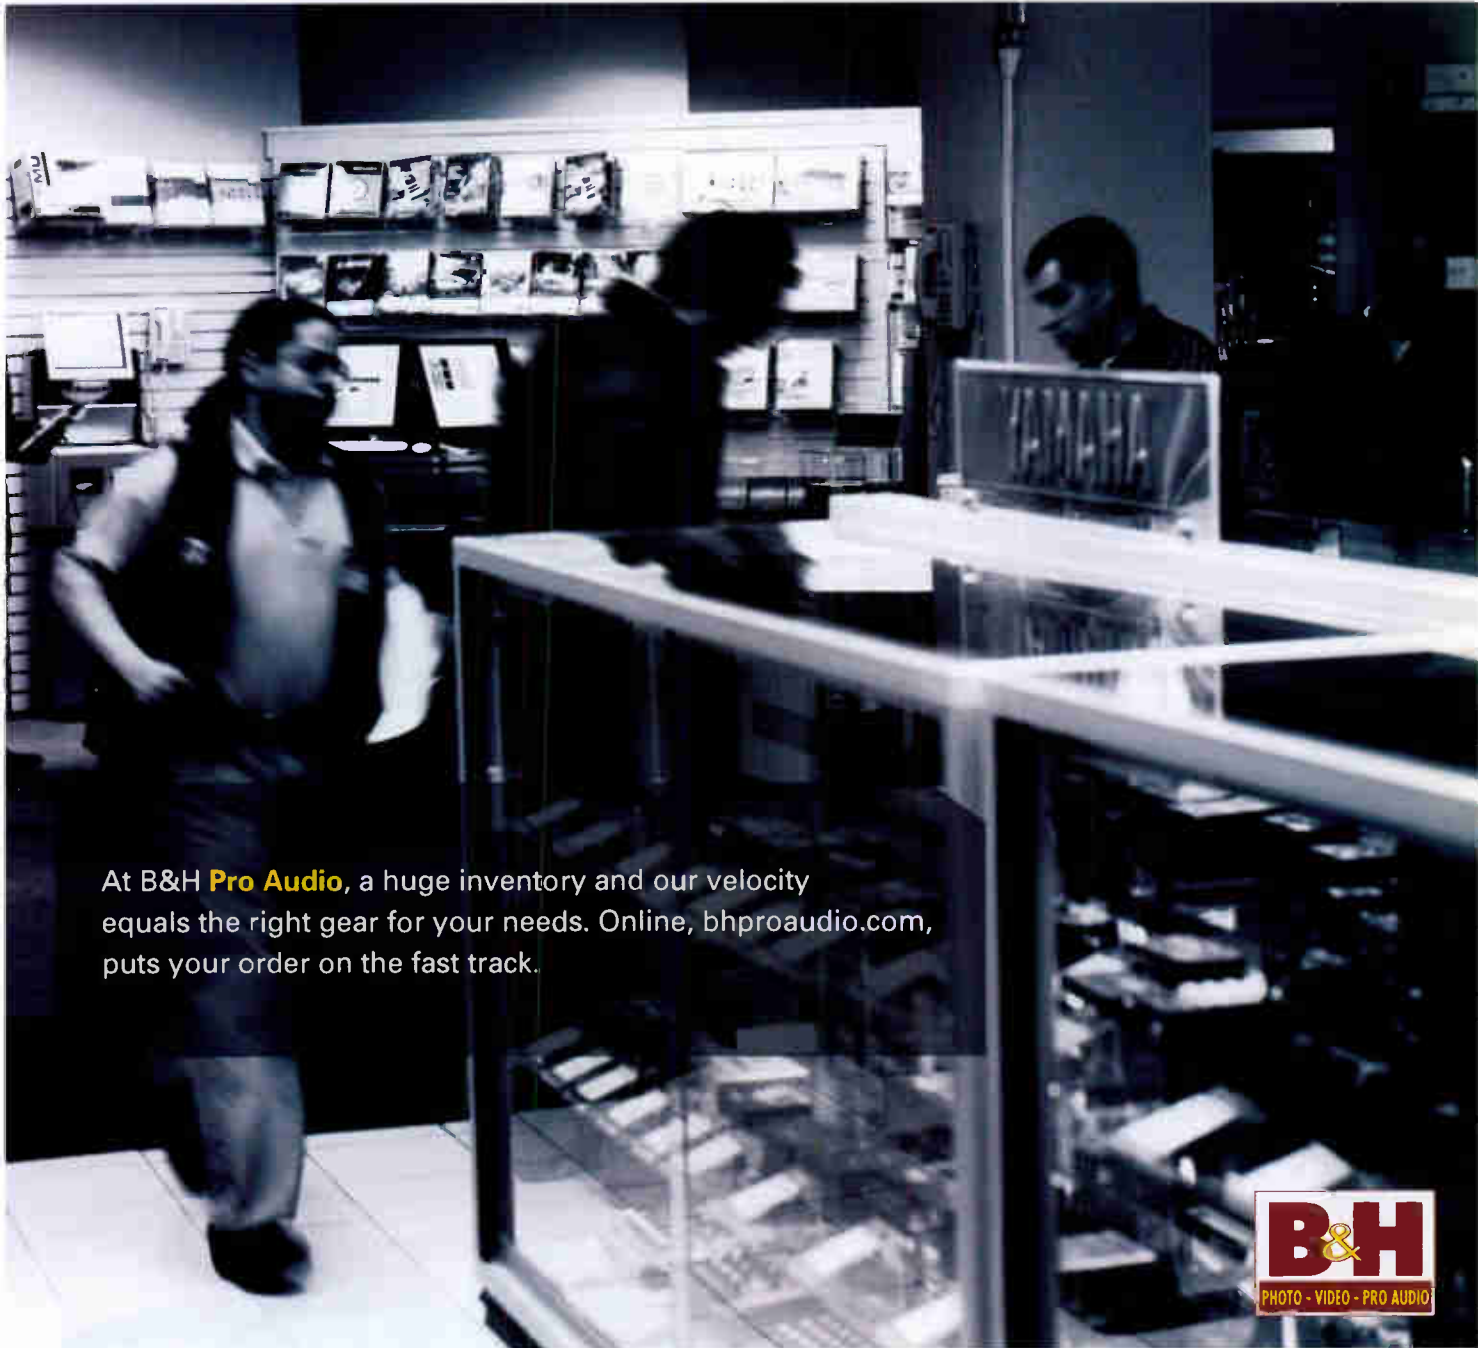 YAMAHA
At B&H Pro Audio, a huge inventory and our velocity
equals the right gear for your needs. Online, bhproaudio.com,
puts your order on the fast track.
B&H
PHOTO - VIDEO - PRO AUDIO